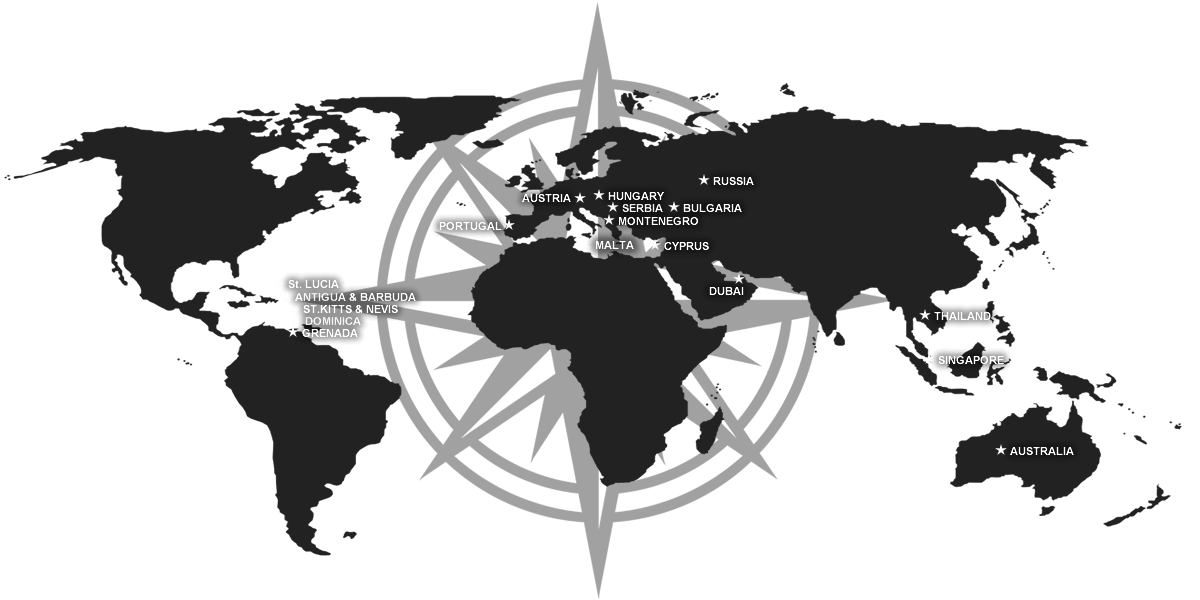 RUSSIA
AUSTRIA
HUNGARY
SERBIA
BULGARIA
MONTENEGRO
PORTUGAL
MALTA
CYPRUS
DUBAI
St. LUCIA
ANTIGUA & BARBUDA
ST.KITTS & NEVIS
DOMINICA
GRENADA
THAILAND
SINGAPORE
AUSTRALIA